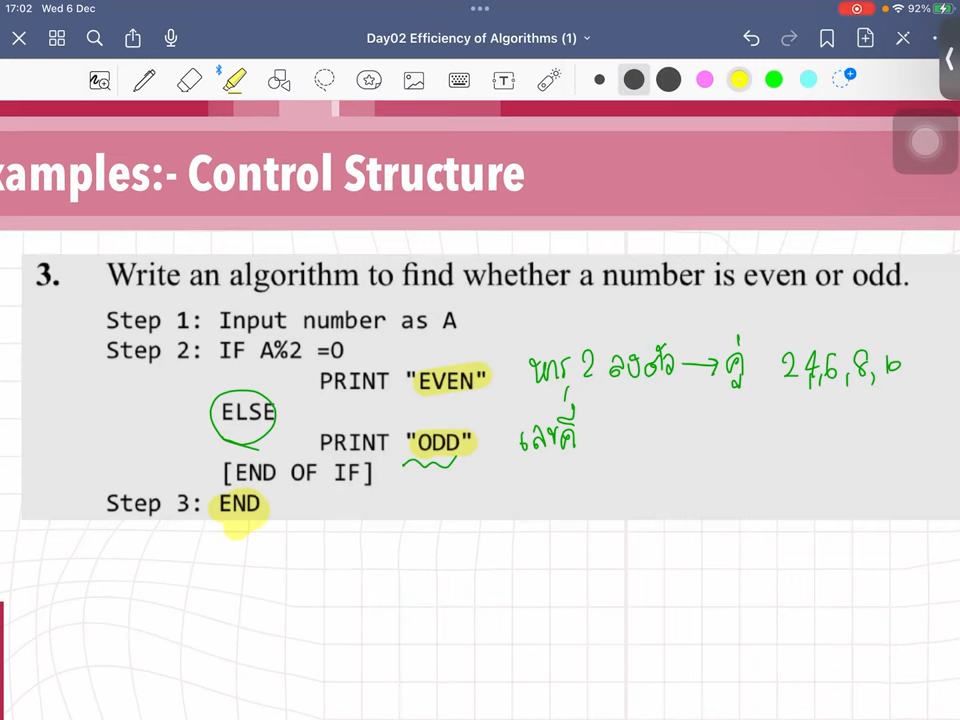 17:02 Wed 6 Dec
92%
Day02 Efficiency of Algorithms (1)
xamples:- Control Structure
3. Write an algorithm to find whether a number is even or odd.
Step 1: Input number as A
Step 2: IF A%2 =0
PRINT "EVEN" หาร 2 ลงตัว → คู่ 2 4, 6, 8, 10
ELSE
PRINT "ODD" เลขคี่
[END OF IF]
Step 3: END